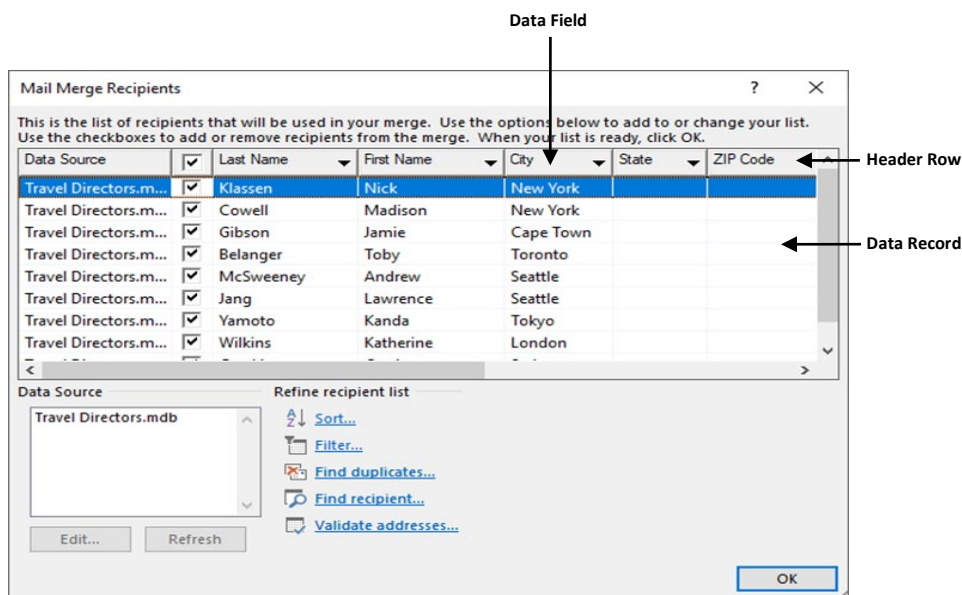 Data Field
Mail Merge Recipients ? ×
This is the list of recipients that will be used in your merge. Use the options below to add to or change your list.
Use the checkboxes to add or remove recipients from the merge. When your list is ready, click OK.
Data Source Last Name First Name City State ZIP Code
Header Row
Travel Directors.m... Klassen Nick New York
Travel Directors.m... Cowell Madison New York
Travel Directors.m... Gibson Jamie Cape Town
Data Record
Travel Directors.m... Belanger Toby Toronto
Travel Directors.m... McSweeney Andrew Seattle
Travel Directors.m... Jang Lawrence Seattle
Travel Directors.m... Yamoto Kanda Tokyo
Travel Directors.m... Wilkins Katherine London
Data Source
Travel Directors.mdb
Edit... Refresh
Refine recipient list
Sort...
Filter...
Find duplicates...
Find recipient...
Validate addresses...
OK